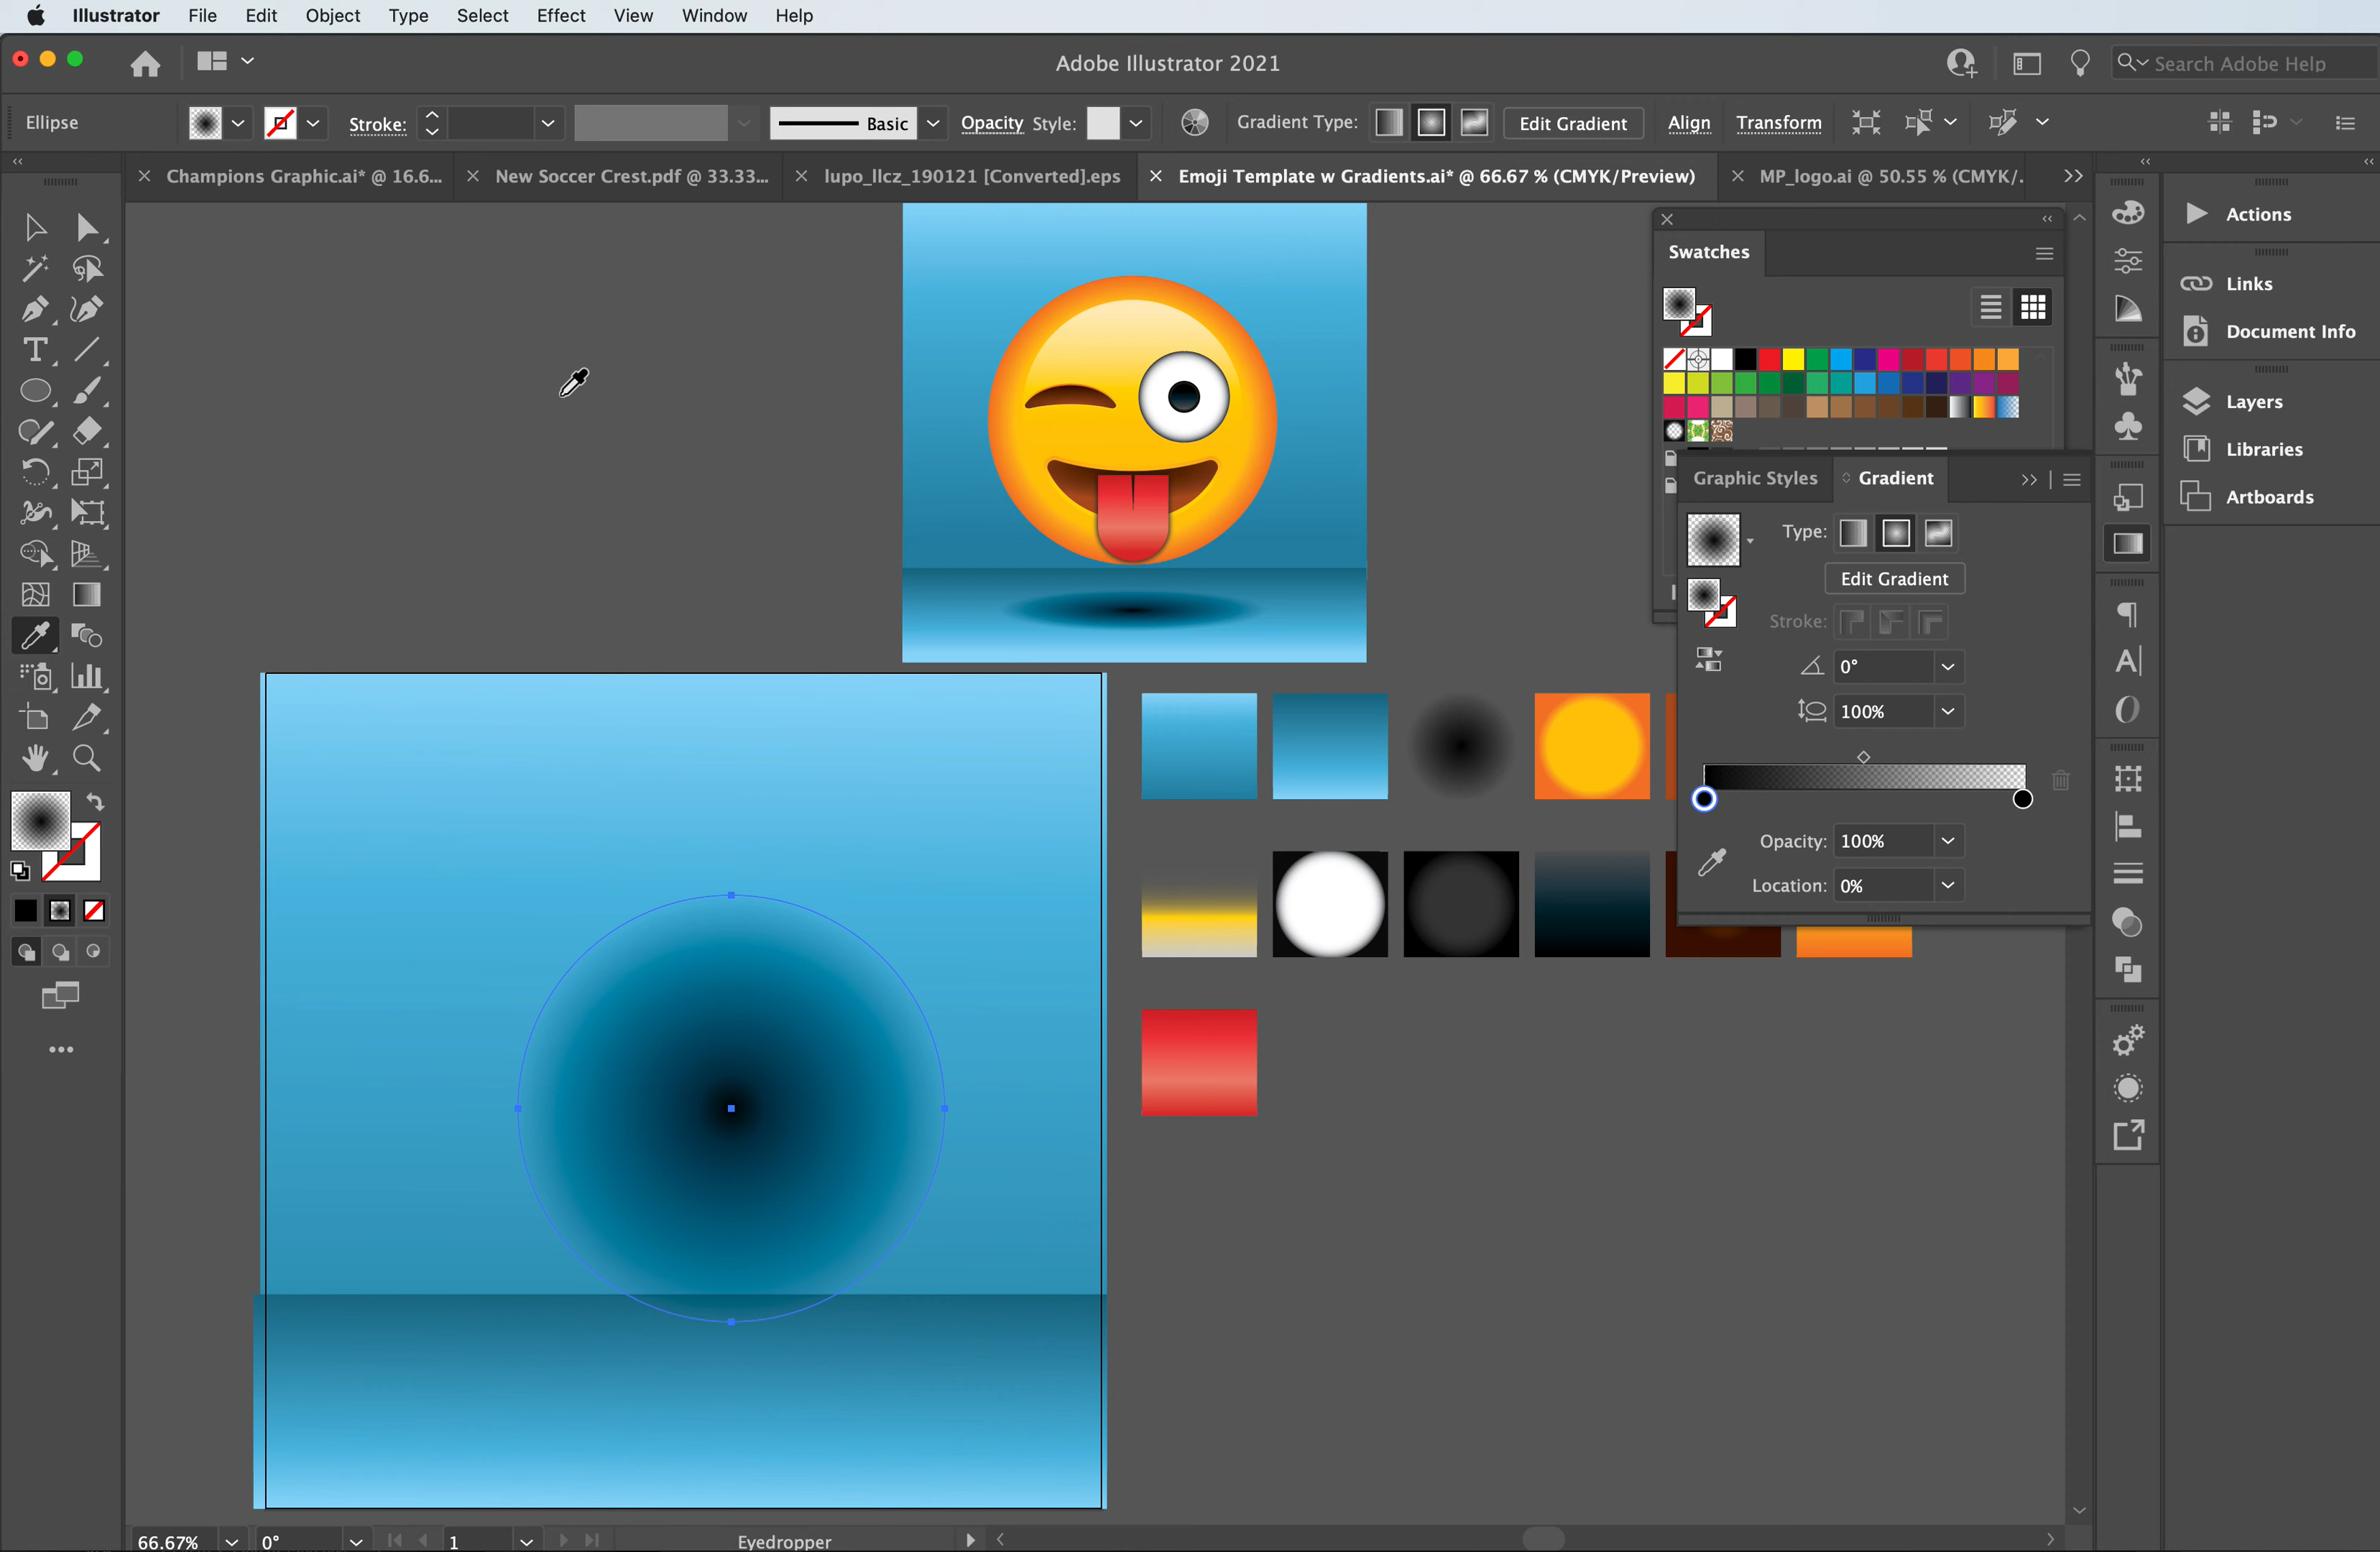 Illustrator File Edit Object Type Select Effect View Window Help
Adobe Illustrator 2021
Search Adobe Help
Ellipse
Stroke:
Basic
Opacity Style:
Gradient Type:
Edit Gradient
Align
Transform
Champions Graphic.ai* @ 16.6...
New Soccer Crest.pdf @ 33.33...
lupo_llcz_190121 [Converted].eps
Emoji Template w Gradients.ai* @ 66.67 % (CMYK/Preview)
MP_logo.ai @ 50.55 % (CMYK/.
Swatches
Actions
Links
Document Info
Layers
Libraries
Artboards
Graphic Styles
Gradient
Type:
Edit Gradient
Stroke:
0°
100%
Opacity: 100%
Location: 0%
66.67%
0°
1
Eyedropper